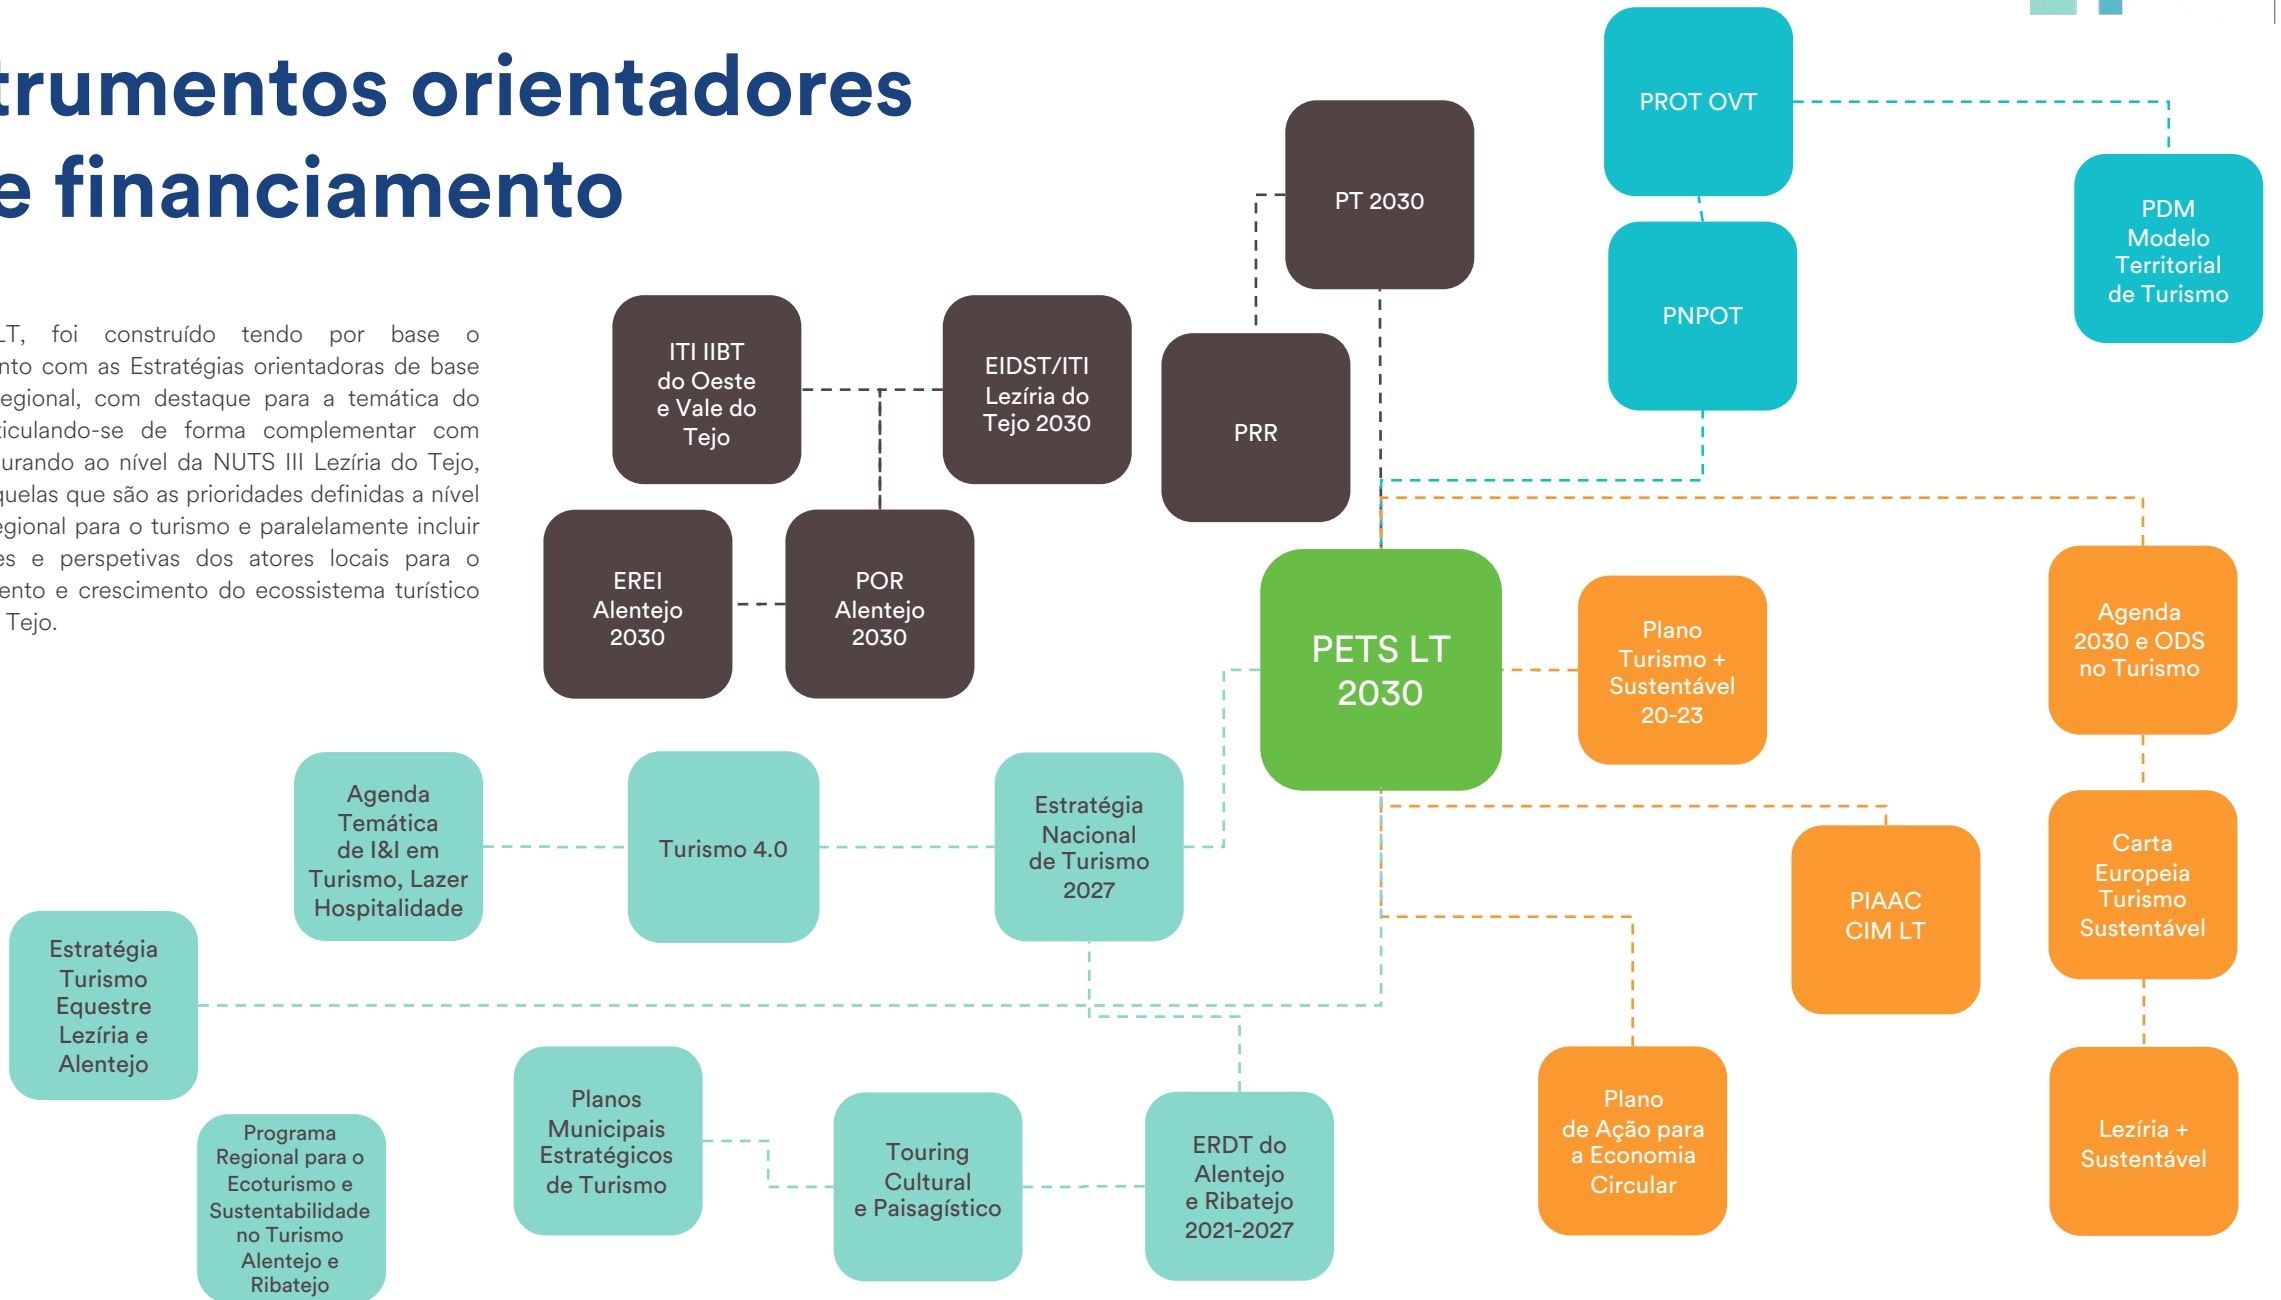 trumentos orientadores
e financiamento
LT, foi construído tendo por base o
nto com as Estratégias orientadoras de base
egional, com destaque para a temática do
ticulando-se de forma complementar com
urando ao nível da NUTS III Lezíria do Tejo,
quelas que são as prioridades definidas a nível
egional para o turismo e paralelamente incluir
es e perspetivas dos atores locais para o
ento e crescimento do ecossistema turístico
Tejo.
PROT OVT
PT 2030
PDM
Modelo
Territorial
de Turismo
PNPOT
ITI IIBT
do Oeste
e Vale do
Tejo
EIDST/ITI
Lezíria do
Tejo 2030
PRR
EREI
Alentejo
2030
POR
Alentejo
2030
PETS LT
2030
Plano
Turismo +
Sustentável
20-23
Agenda
2030 e ODS
no Turismo
Agenda
Temática
de I&I em
Turismo, Lazer
Hospitalidade
Turismo 4.0
Estratégia
Nacional
de Turismo
2027
PIAAC
CIM LT
Carta
Europeia
Turismo
Sustentável
Estratégia
Turismo
Equestre
Lezíria e
Alentejo
Planos
Municipais
Estratégicos
de Turismo
Touring
Cultural
e Paisagístico
ERDT do
Alentejo
e Ribatejo
2021-2027
Plano
de Ação para
a Economia
Circular
Lezíria +
Sustentável
Programa
Regional para o
Ecoturismo e
Sustentabilidade
no Turismo
Alentejo e
Ribatejo